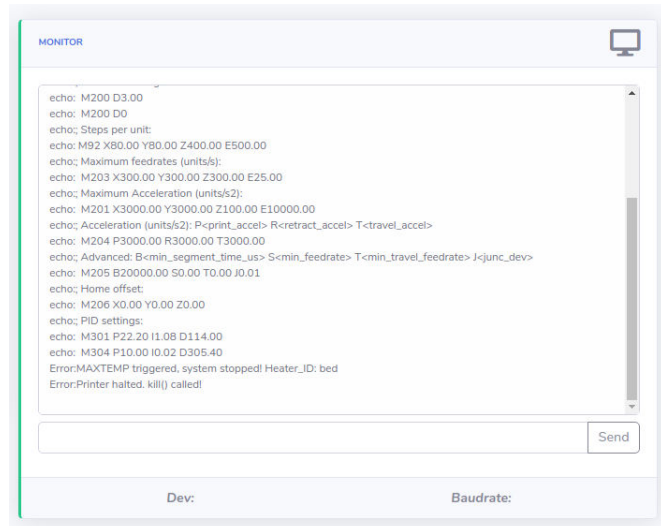 MONITOR
echo: M200 D3.00
echo: M200 D0
echo:; Steps per unit:
echo: M92 X80.00 Y80.00 Z400.00 E500.00
echo:; Maximum feedrates (units/s):
echo: M203 X300.00 Y300.00 Z300.00 E25.00
echo:; Maximum Acceleration (units/s2):
echo: M201 X3000.00 Y3000.00 Z100.00 E10000.00
echo:; Acceleration (units/s2): P<print_accel> R<retract_accel> T<travel_accel>
echo: M204 P3000.00 R3000.00 T3000.00
echo:; Advanced: B<min_segment_time_us> S<min_feedrate> T<min_travel_feedrate> J<junc_dev>
echo: M205 B20000.00 S0.00 T0.00 J0.01
echo:; Home offset:
echo: M206 X0.00 Y0.00 Z0.00
echo:; PID settings:
echo: M301 P22.20 I1.08 D114.00
echo: M304 P10.00 I0.02 D305.40
Error:MAXTEMP triggered, system stopped! Heater_ID: bed
Error:Printer halted. kill() called!
Send
Dev: Baudrate: